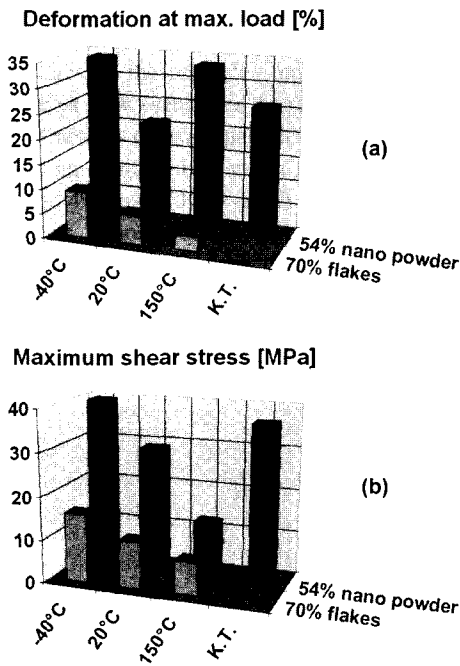 Deformation at max. load [%]
35
30
25
20
15
10
5
0
-40°C
20°C
150°C
K.T.
54% nano powder
70% flakes
(a)
Maximum shear stress [MPa]
40
30
20
10
0
-40°C
20°C
150°C
K.T.
54% nano powder
70% flakes
(b)